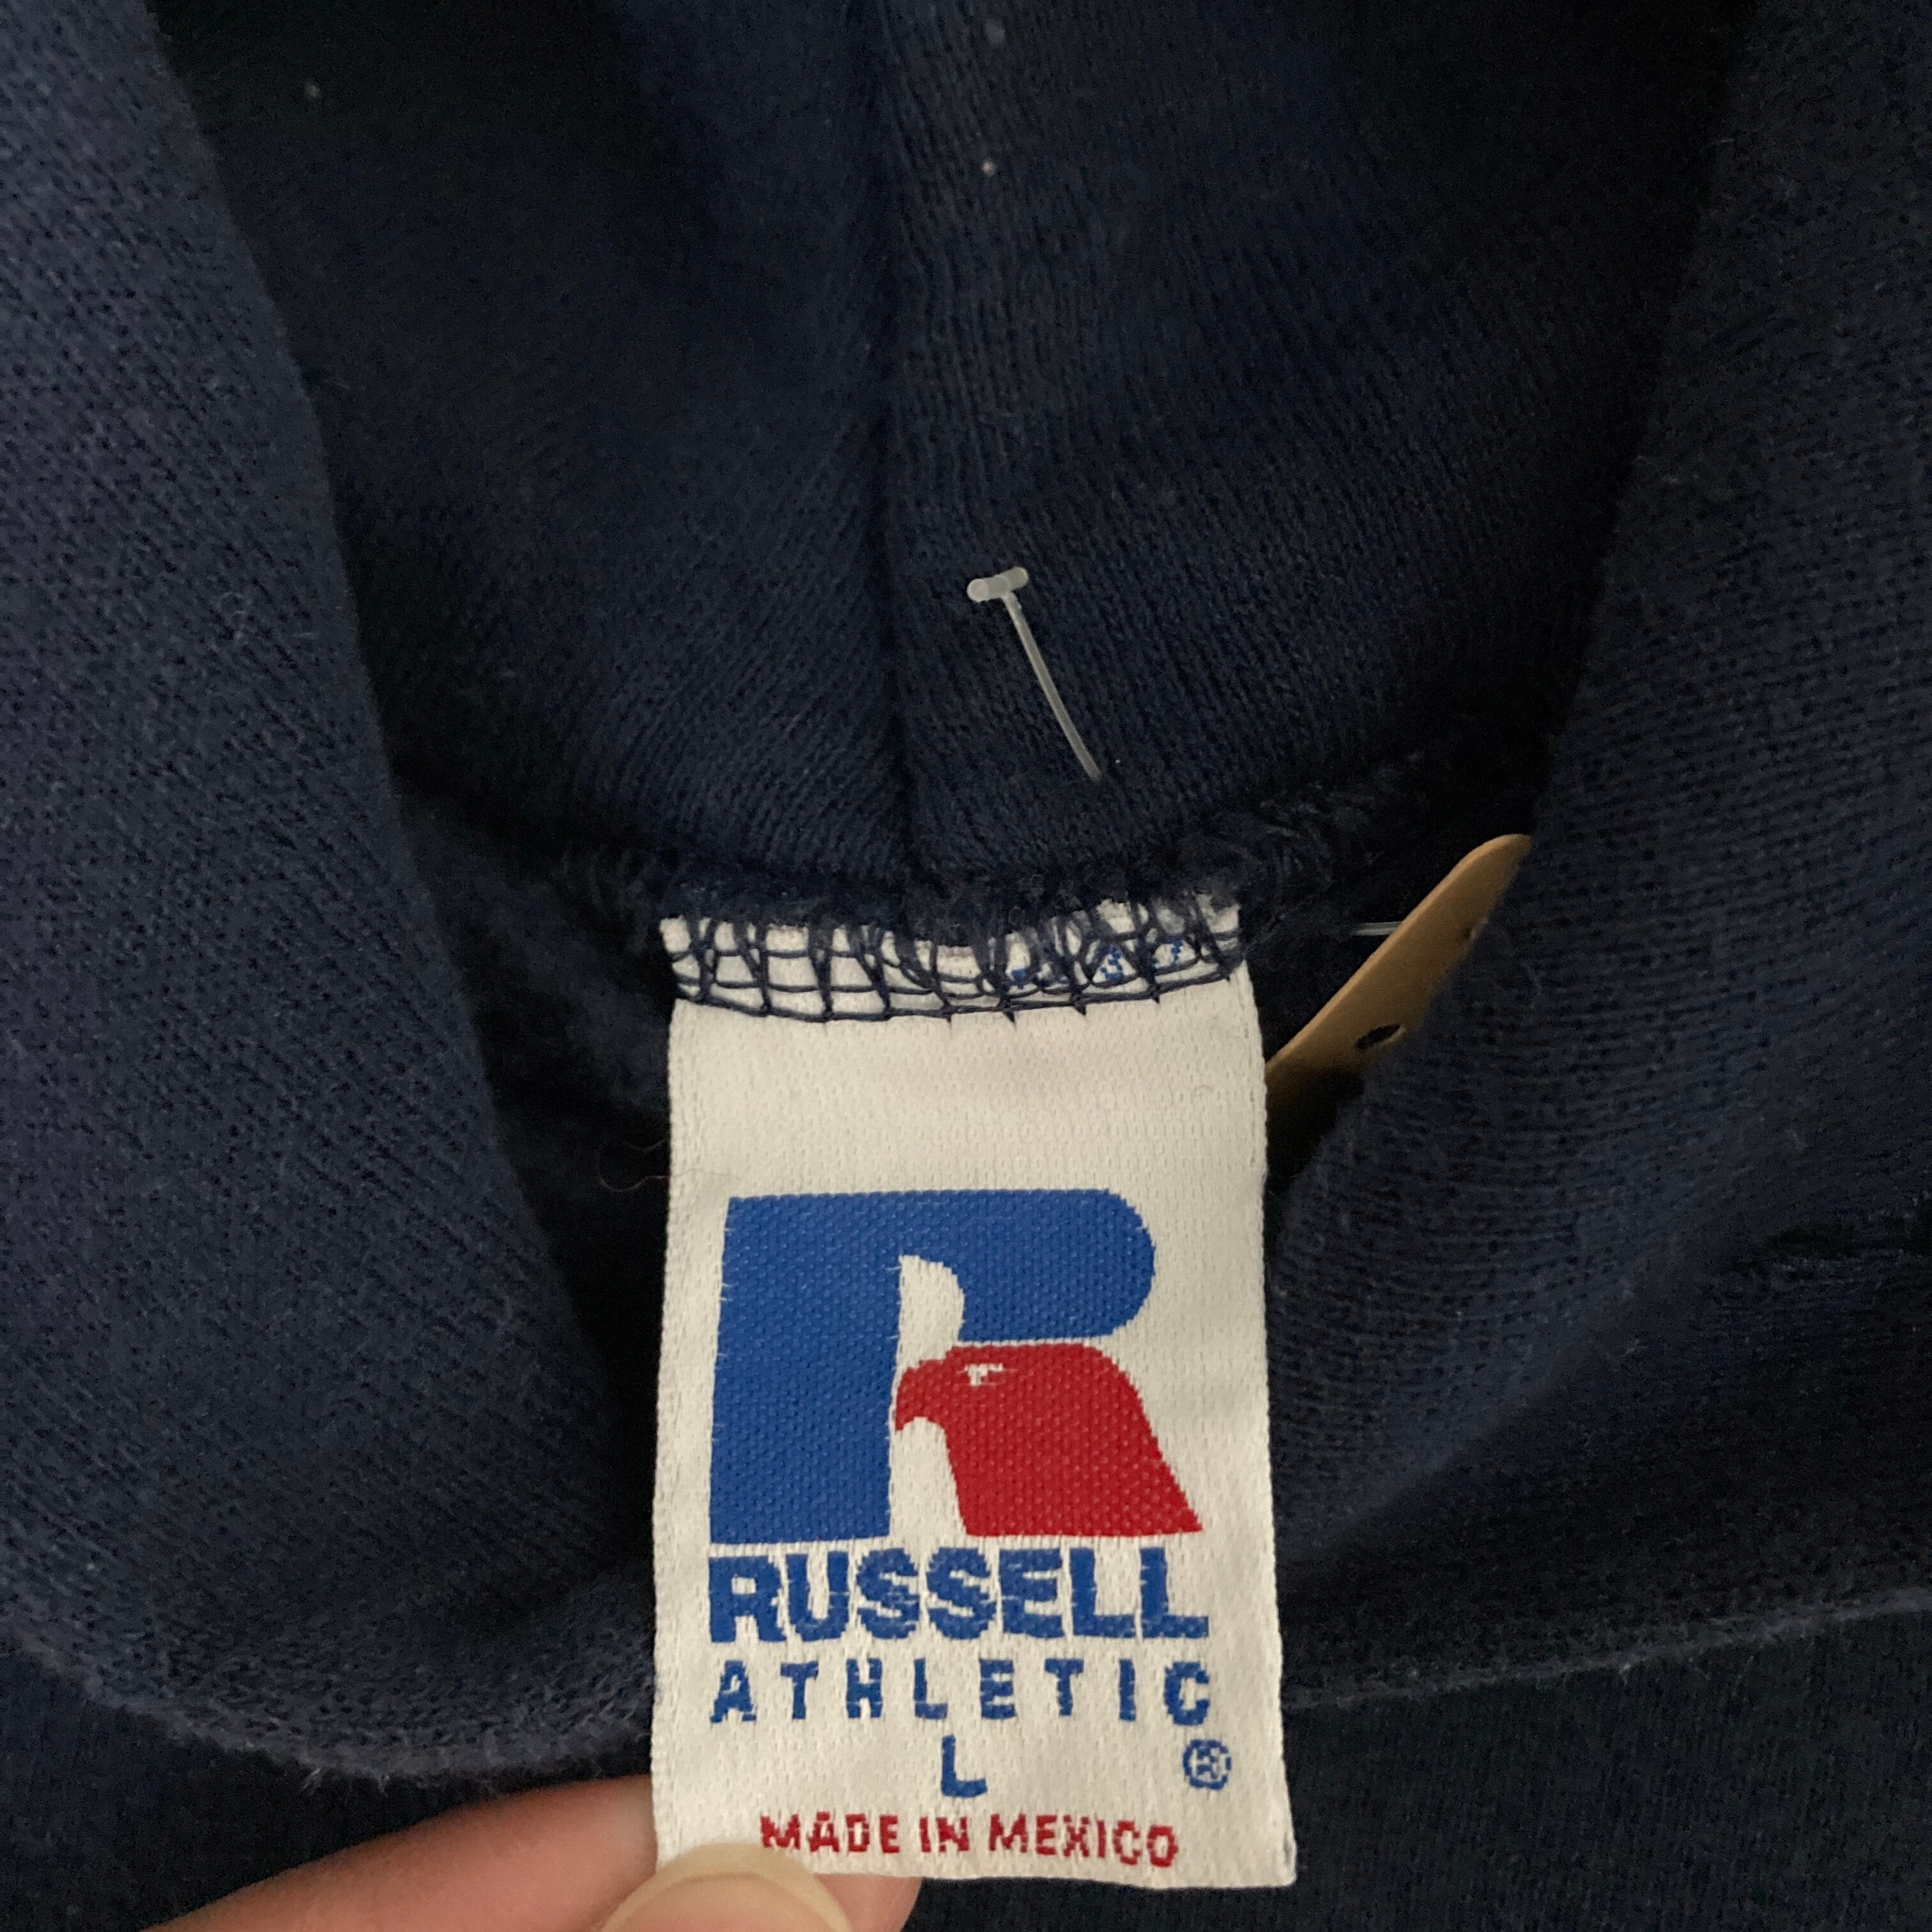 RUSSELL
ATHLETIC
L ®
MADE IN MEXICO